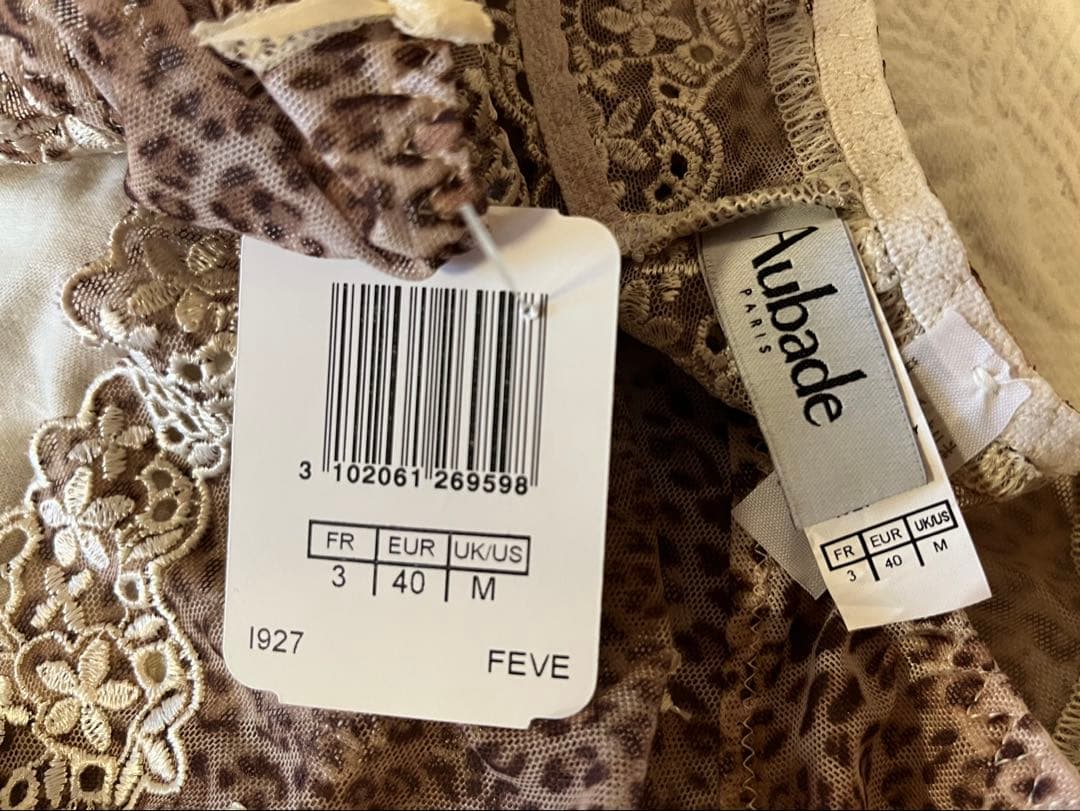 3 102061 269598
FR EUR UK/US
3 40 M
I927
FEVE
Aubade
PARIS
FR EUR UK/US
3 40 M